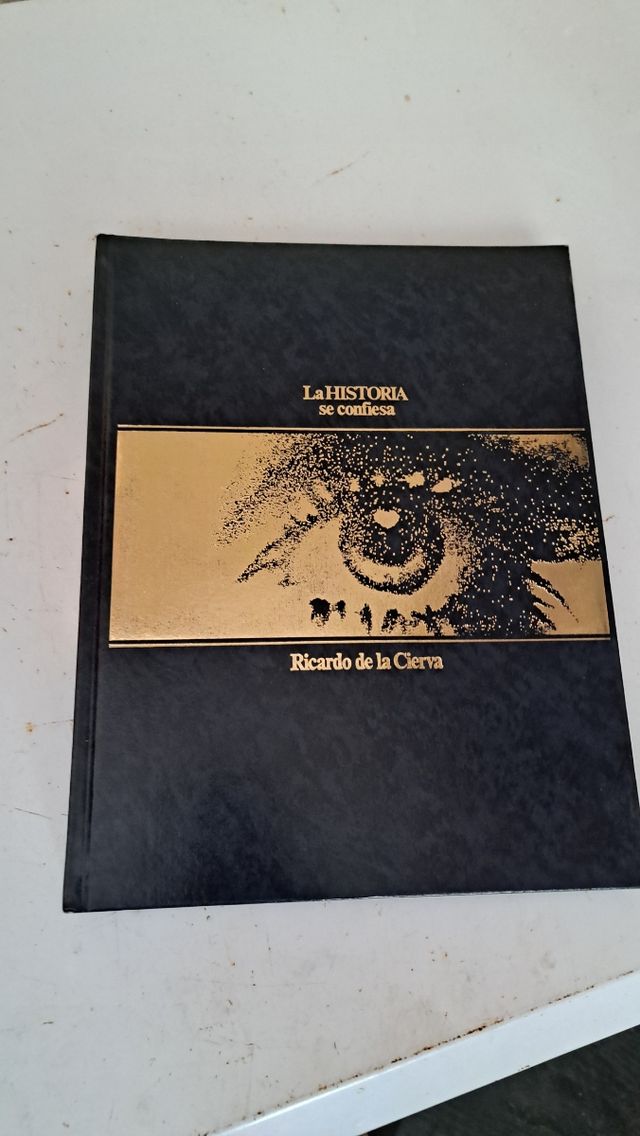 La HISTORIA
se confiesa
Ricardo de la Cierva